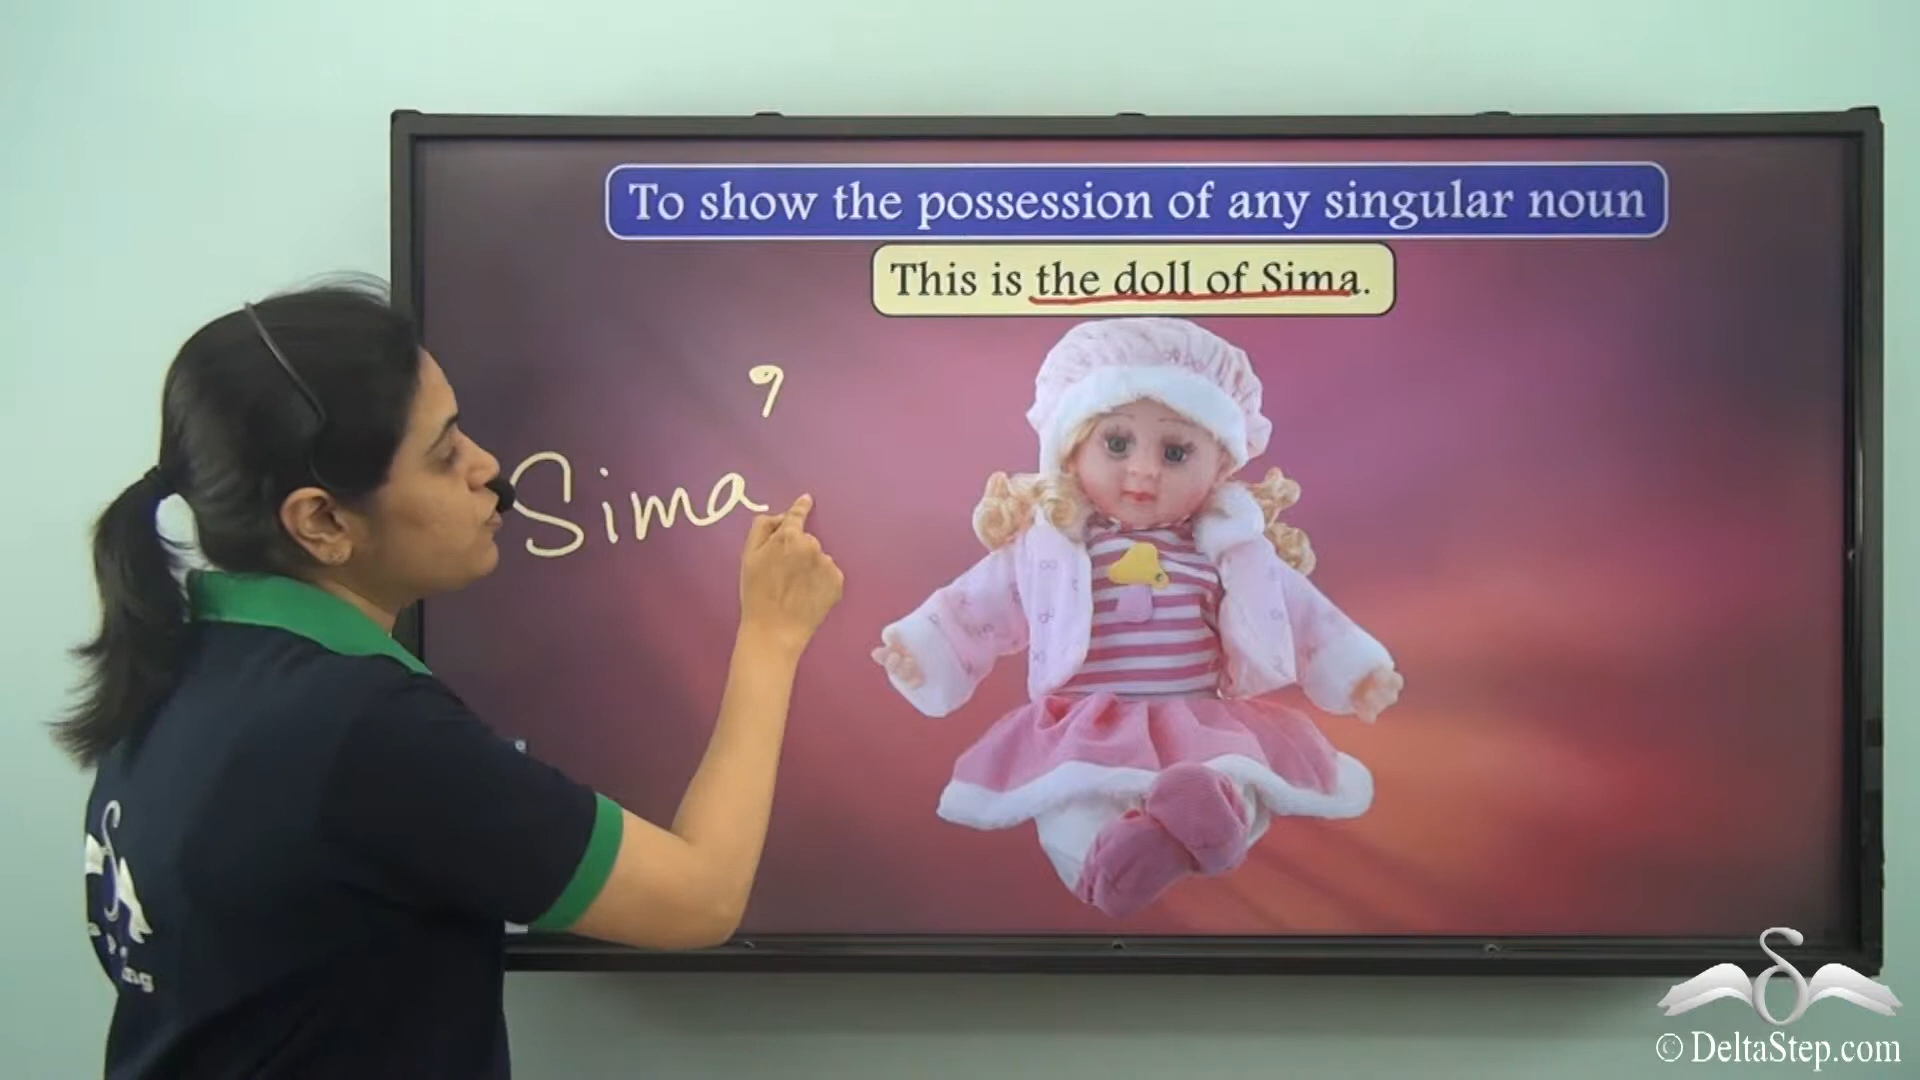 To show the possession of any singular noun
This is the doll of Sima.
’
Sima
© DeltaStep.com